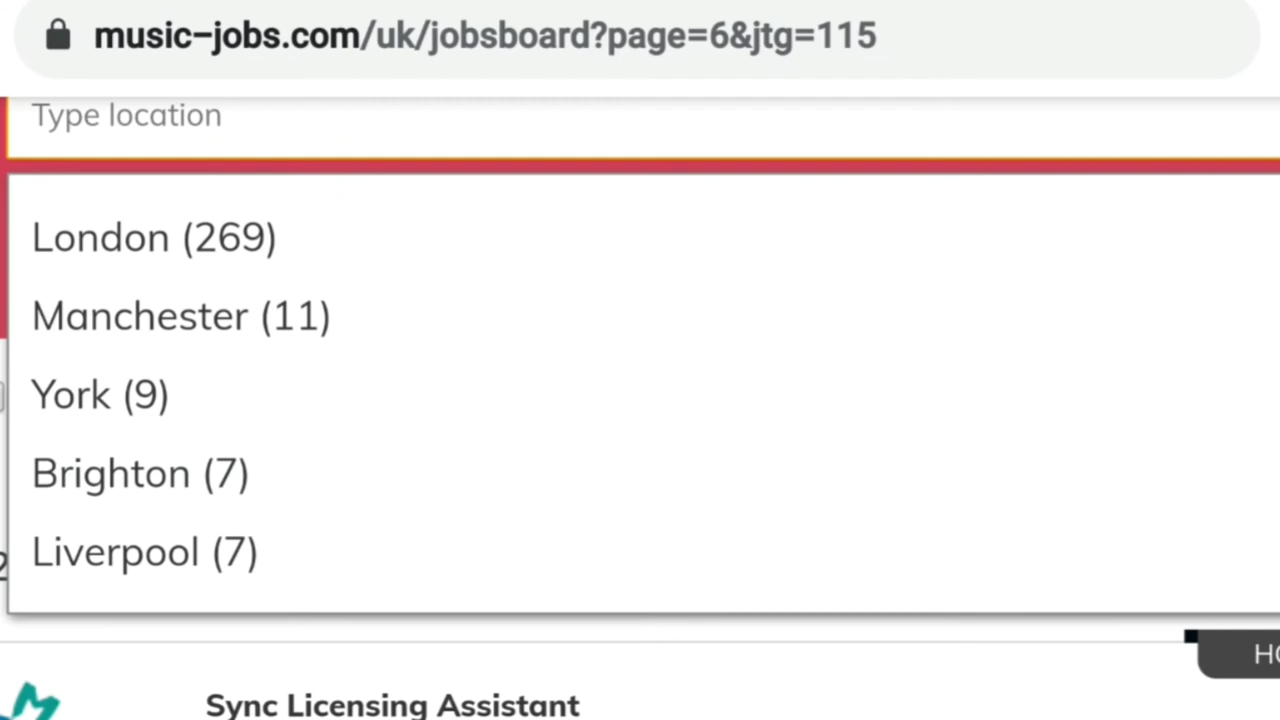 music-jobs.com/uk/jobsboard?page=6&jtg=115
Type location
London (269)
Manchester (11)
York (9)
Brighton (7)
Liverpool (7)
Sync Licensing Assistant